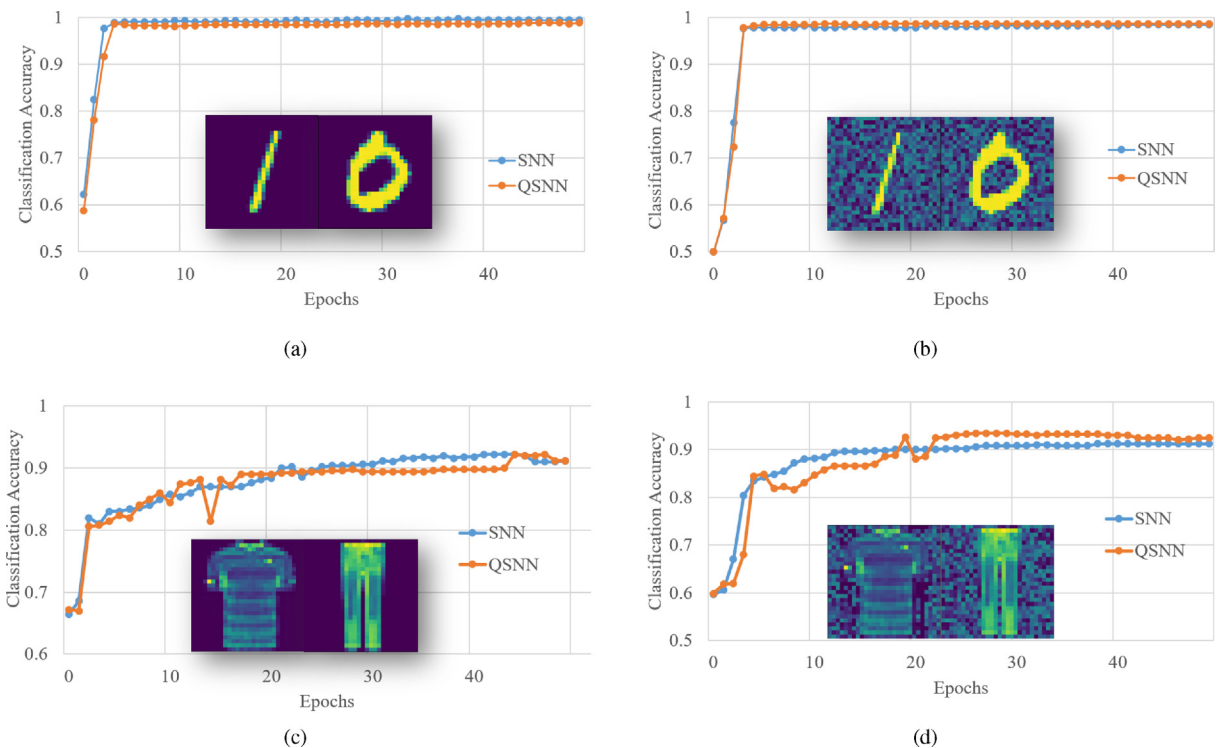 1
0.9
0.8
0.7
0.6
0.5
Classification Accuracy
SNN
QSNN
0 10 20 30 40
Epochs
(a)
1
0.9
0.8
0.7
0.6
0.5
Classification Accuracy
SNN
QSNN
0 10 20 30 40
Epochs
(b)
1
0.9
0.8
0.7
0.6
Classification Accuracy
SNN
QSNN
0 10 20 30 40
Epochs
(c)
1
0.9
0.8
0.7
0.6
0.5
Classification Accuracy
SNN
QSNN
0 10 20 30 40
Epochs
(d)